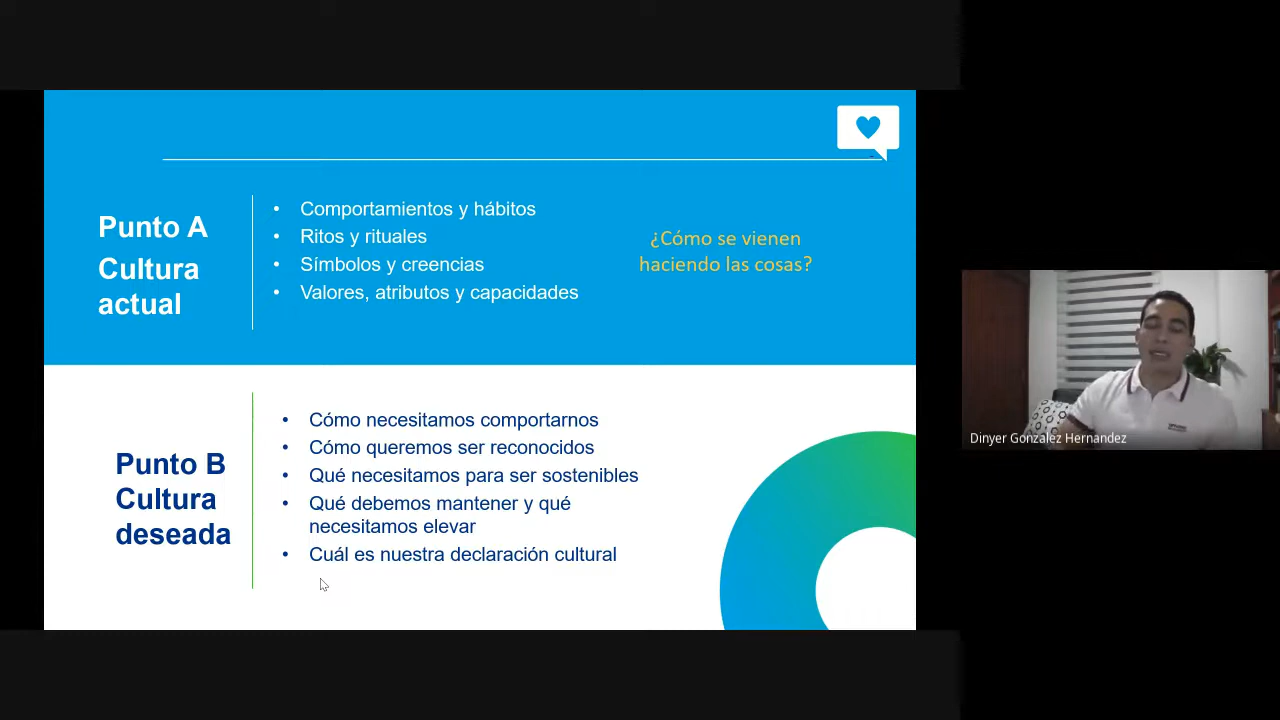 Punto A
Cultura
actual
• Comportamientos y hábitos
• Ritos y rituales
• Símbolos y creencias
• Valores, atributos y capacidades
¿Cómo se vienen
haciendo las cosas?
Punto B
Cultura
deseada
• Cómo necesitamos comportarnos
• Cómo queremos ser reconocidos
• Qué necesitamos para ser sostenibles
• Qué debemos mantener y qué
necesitamos elevar
• Cuál es nuestra declaración cultural
Dinyer Gonzalez Hernandez